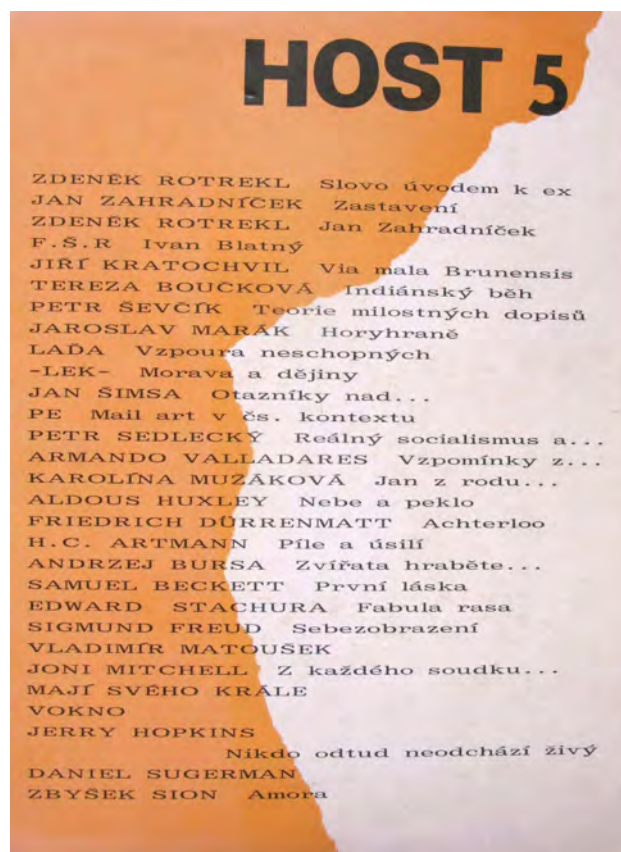 HOST 5
ZDENĚK ROTREKL Slovo úvodem k ex
JAN ZAHRADNÍČEK Zastavení
ZDENĚK ROTREKL Jan Zahradníček
F.Š.R Ivan Blatný
JIŘÍ KRATOCHVIL Via mala Brunensis
TEREZA BOUČKOVÁ Indiánský běh
PETR ŠEVČÍK Teorie milostných dopisů
JAROSLAV MARÁK Horyhraně
LAĎA Vzpoura neschopných
-LEK- Morava a dějiny
JAN ŠIMSA Otazníky nad...
PE Mail art v čs. kontextu
PETR SEDLECKÝ Reálný socialismus a...
ARMANDO VALLADARES Vzpomínky z...
KAROLÍNA MUZÁKOVÁ Jan z rodu...
ALDOUS HUXLEY Nebe a peklo
FRIEDRICH DÜRRENMATT Achterloo
H.C. ARTMANN Píle a úsilí
ANDRZEJ BURSA Zvířata hraběte...
SAMUEL BECKETT První láska
EDWARD STACHURA Fabula rasa
SIGMUND FREUD Sebezobrazení
VLADIMÍR MATOUŠEK
JONI MITCHELL Z každého soudku...
MAJÍ SVÉHO KRÁLE
VOKNO
JERRY HOPKINS
Nikdo odtud neodchází živý
DANIEL SUGERMAN
ZBYŠEK SION Amora